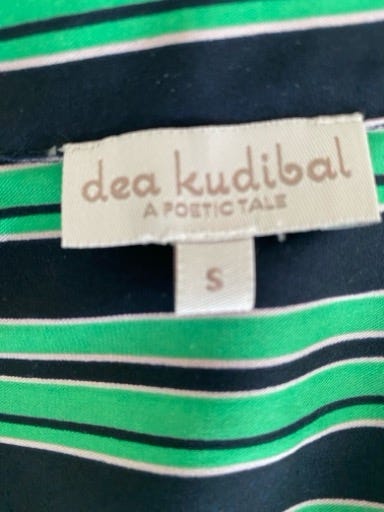 dea kudibal
A POETIC TALE
S